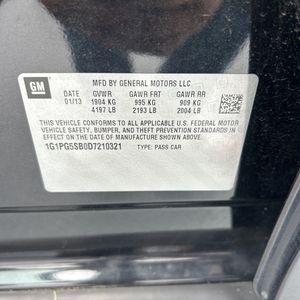 GM
MFD BY GENERAL MOTORS LLC
DATE GVWR GAWR FRT GAWR RR
01/13 1904 KG 995 KG 909 KG
4197 LB 2193 LB 2004 LB
THIS VEHICLE CONFORMS TO ALL APPLICABLE U.S. FEDERAL MOTOR
VEHICLE SAFETY, BUMPER, AND THEFT PREVENTION STANDARDS
IN EFFECT ON THE DATE OF MANUFACTURE SHOWN ABOVE.
1G1PG5SB0D7210321 TYPE: PASS CAR